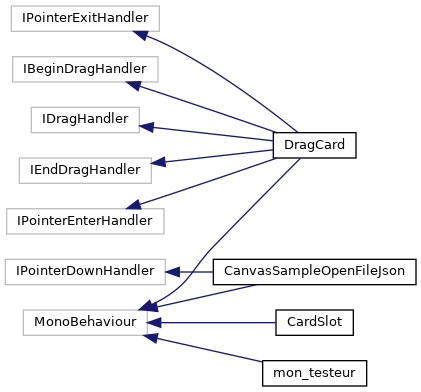 IPointerExitHandler
IBeginDragHandler
IDragHandler
DragCard
IEndDragHandler
IPointerEnterHandler
IPointerDownHandler
CanvasSampleOpenFileJson
MonoBehaviour
CardSlot
mon_testeur